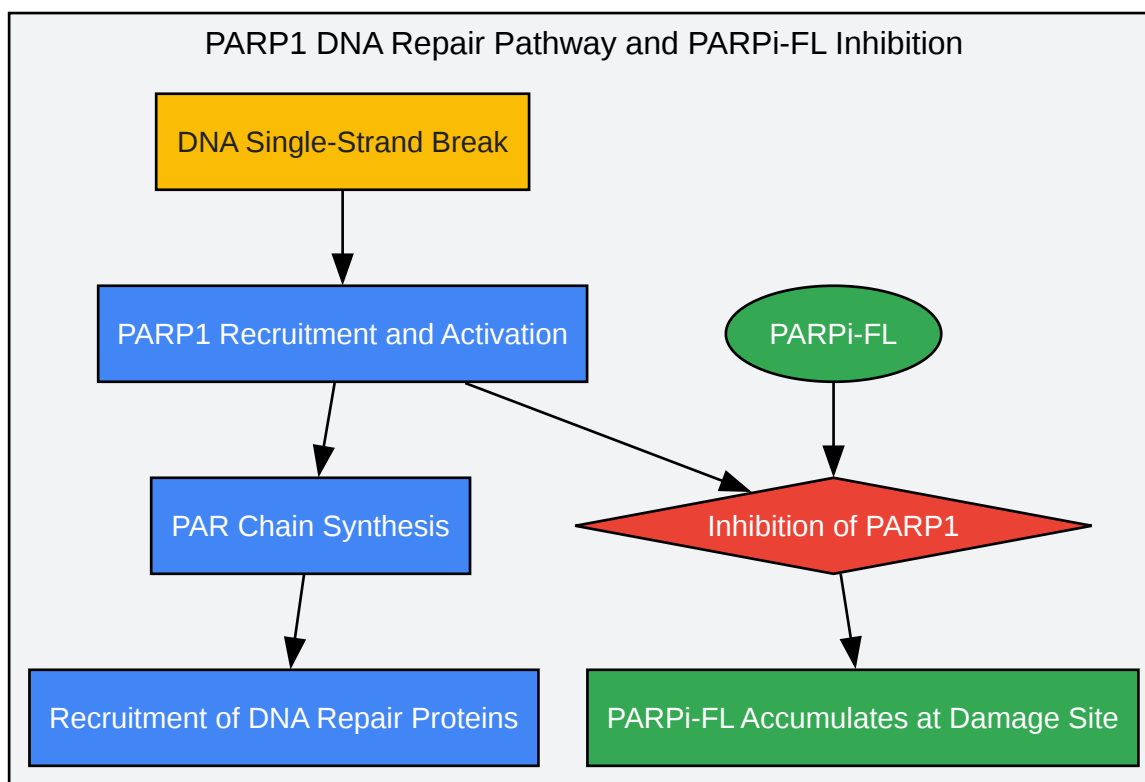 PARP1 DNA Repair Pathway and PARPi-FL Inhibition
DNA Single-Strand Break
PARP1 Recruitment and Activation
PARPi-FL
PAR Chain Synthesis
Inhibition of PARP1
Recruitment of DNA Repair Proteins
PARPi-FL Accumulates at Damage Site